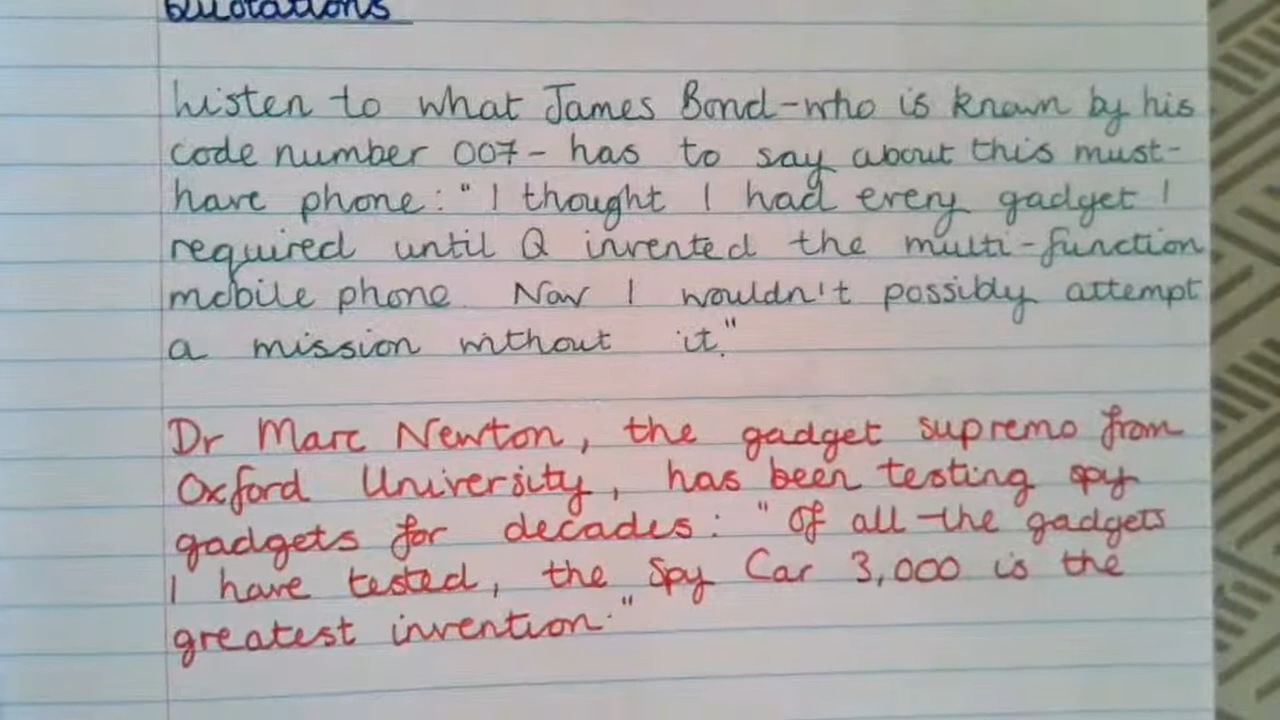 Quotations
Listen to what James Bond-who is known by his
code number 007- has to say about this must-
have phone: "I thought I had every gadget I
required until Q invented the multi-function
mobile phone. Now I wouldn't possibly attempt
a mission without it."
Dr Marc Newton, the gadget supremo from
Oxford University, has been testing spy
gadgets for decades: "Of all the gadgets
I have tested, the Spy Car 3,000 is the
greatest invention."